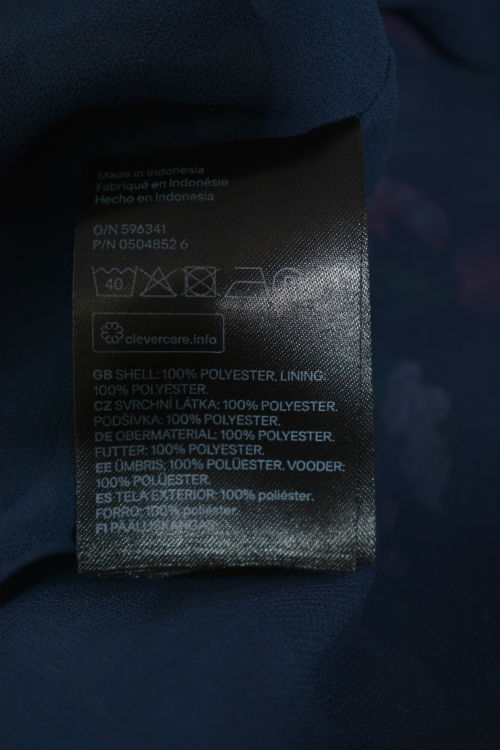 Made in Indonesia
Fabriqué en Indonésie
Hecho en Indonesia
O/N 596341
P/N 0504852 6
40
clevercare.info
GB SHELL: 100% POLYESTER. LINING:
100% POLYESTER.
CZ SVRCHNÍ LÁTKA: 100% POLYESTER.
PODŠÍVKA: 100% POLYESTER.
DE OBERMATERIAL: 100% POLYESTER.
FUTTER: 100% POLYESTER.
EE ÜMBRIS: 100% POLÜESTER. VOODER:
100% POLÜESTER.
ES TELA EXTERIOR: 100% poliéster.
FORRO: 100% poliéster.
FI PÄÄLLISKANGAS: